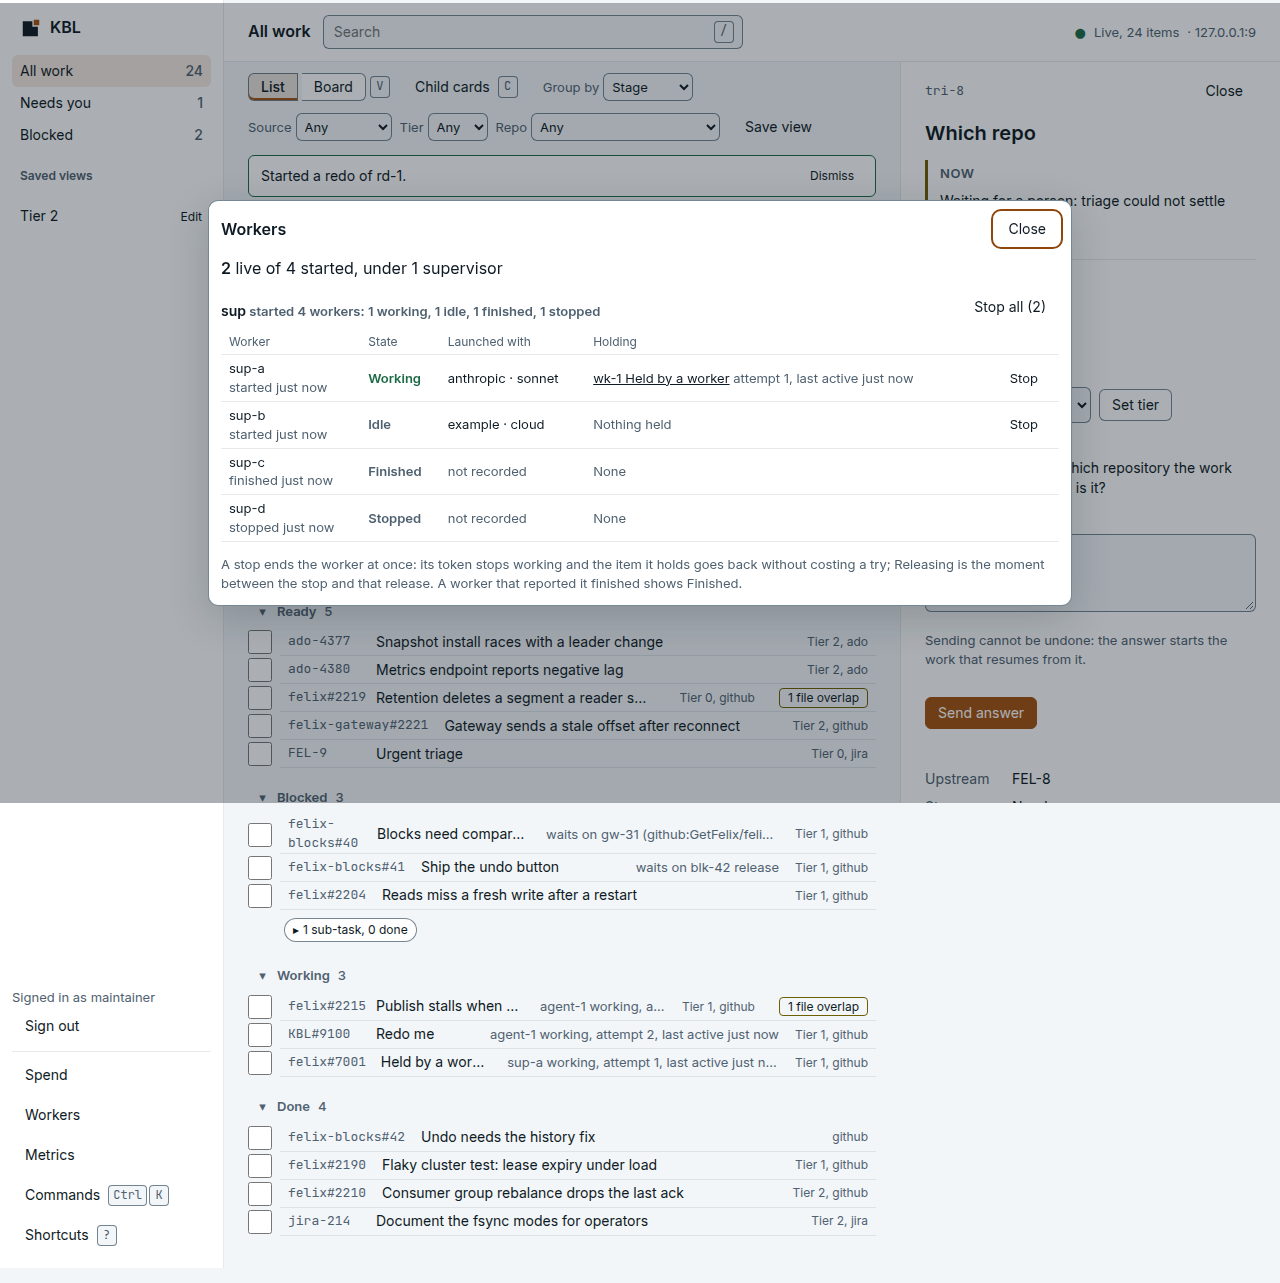 KBL
All work 24
Needs you 1
Blocked 2
Saved views
Tier 2 Edit
All work
Search /
Live, 24 items · 127.0.0.1:9
List Board V Child cards C Group by Stage
Source Any Tier Any Repo Any Save view
Started a redo of rd-1. Dismiss
tri-8 Close
Which repo
NOW
Waiting for a person: triage could not settle
Workers Close
2 live of 4 started, under 1 supervisor
sup started 4 workers: 1 working, 1 idle, 1 finished, 1 stopped Stop all (2)
Worker State Launched with Holding
sup-a
started just now
Working anthropic · sonnet wk-1 Held by a worker attempt 1, last active just now Stop
sup-b
started just now
Idle example · cloud Nothing held Stop
sup-c
finished just now
Finished not recorded None
sup-d
stopped just now
Stopped not recorded None
A stop ends the worker at once: its token stops working and the item it holds goes back without costing a try; Releasing is the moment
between the stop and that release. A worker that reported it finished shows Finished.
Set tier
hich repository the work
is it?
Sending cannot be undone: the answer starts the
work that resumes from it.
Send answer
Upstream FEL-8
▾ Ready 5
ado-4377 Snapshot install races with a leader change Tier 2, ado
ado-4380 Metrics endpoint reports negative lag Tier 2, ado
felix#2219 Retention deletes a segment a reader s... Tier 0, github 1 file overlap
felix-gateway#2221 Gateway sends a stale offset after reconnect Tier 2, github
FEL-9 Urgent triage Tier 0, jira
▾ Blocked 3
felix-
blocks#40 Blocks need compar... waits on gw-31 (github:GetFelix/feli... Tier 1, github
felix-blocks#41 Ship the undo button waits on blk-42 release Tier 1, github
felix#2204 Reads miss a fresh write after a restart Tier 1, github
▸ 1 sub-task, 0 done
▾ Working 3
felix#2215 Publish stalls when ... agent-1 working, a... Tier 1, github 1 file overlap
KBL#9100 Redo me agent-1 working, attempt 2, last active just now Tier 1, github
felix#7001 Held by a wor... sup-a working, attempt 1, last active just n... Tier 1, github
▾ Done 4
felix-blocks#42 Undo needs the history fix github
felix#2190 Flaky cluster test: lease expiry under load Tier 1, github
felix#2210 Consumer group rebalance drops the last ack Tier 2, github
jira-214 Document the fsync modes for operators Tier 2, jira
Signed in as maintainer
Sign out
Spend
Workers
Metrics
Commands Ctrl K
Shortcuts ?